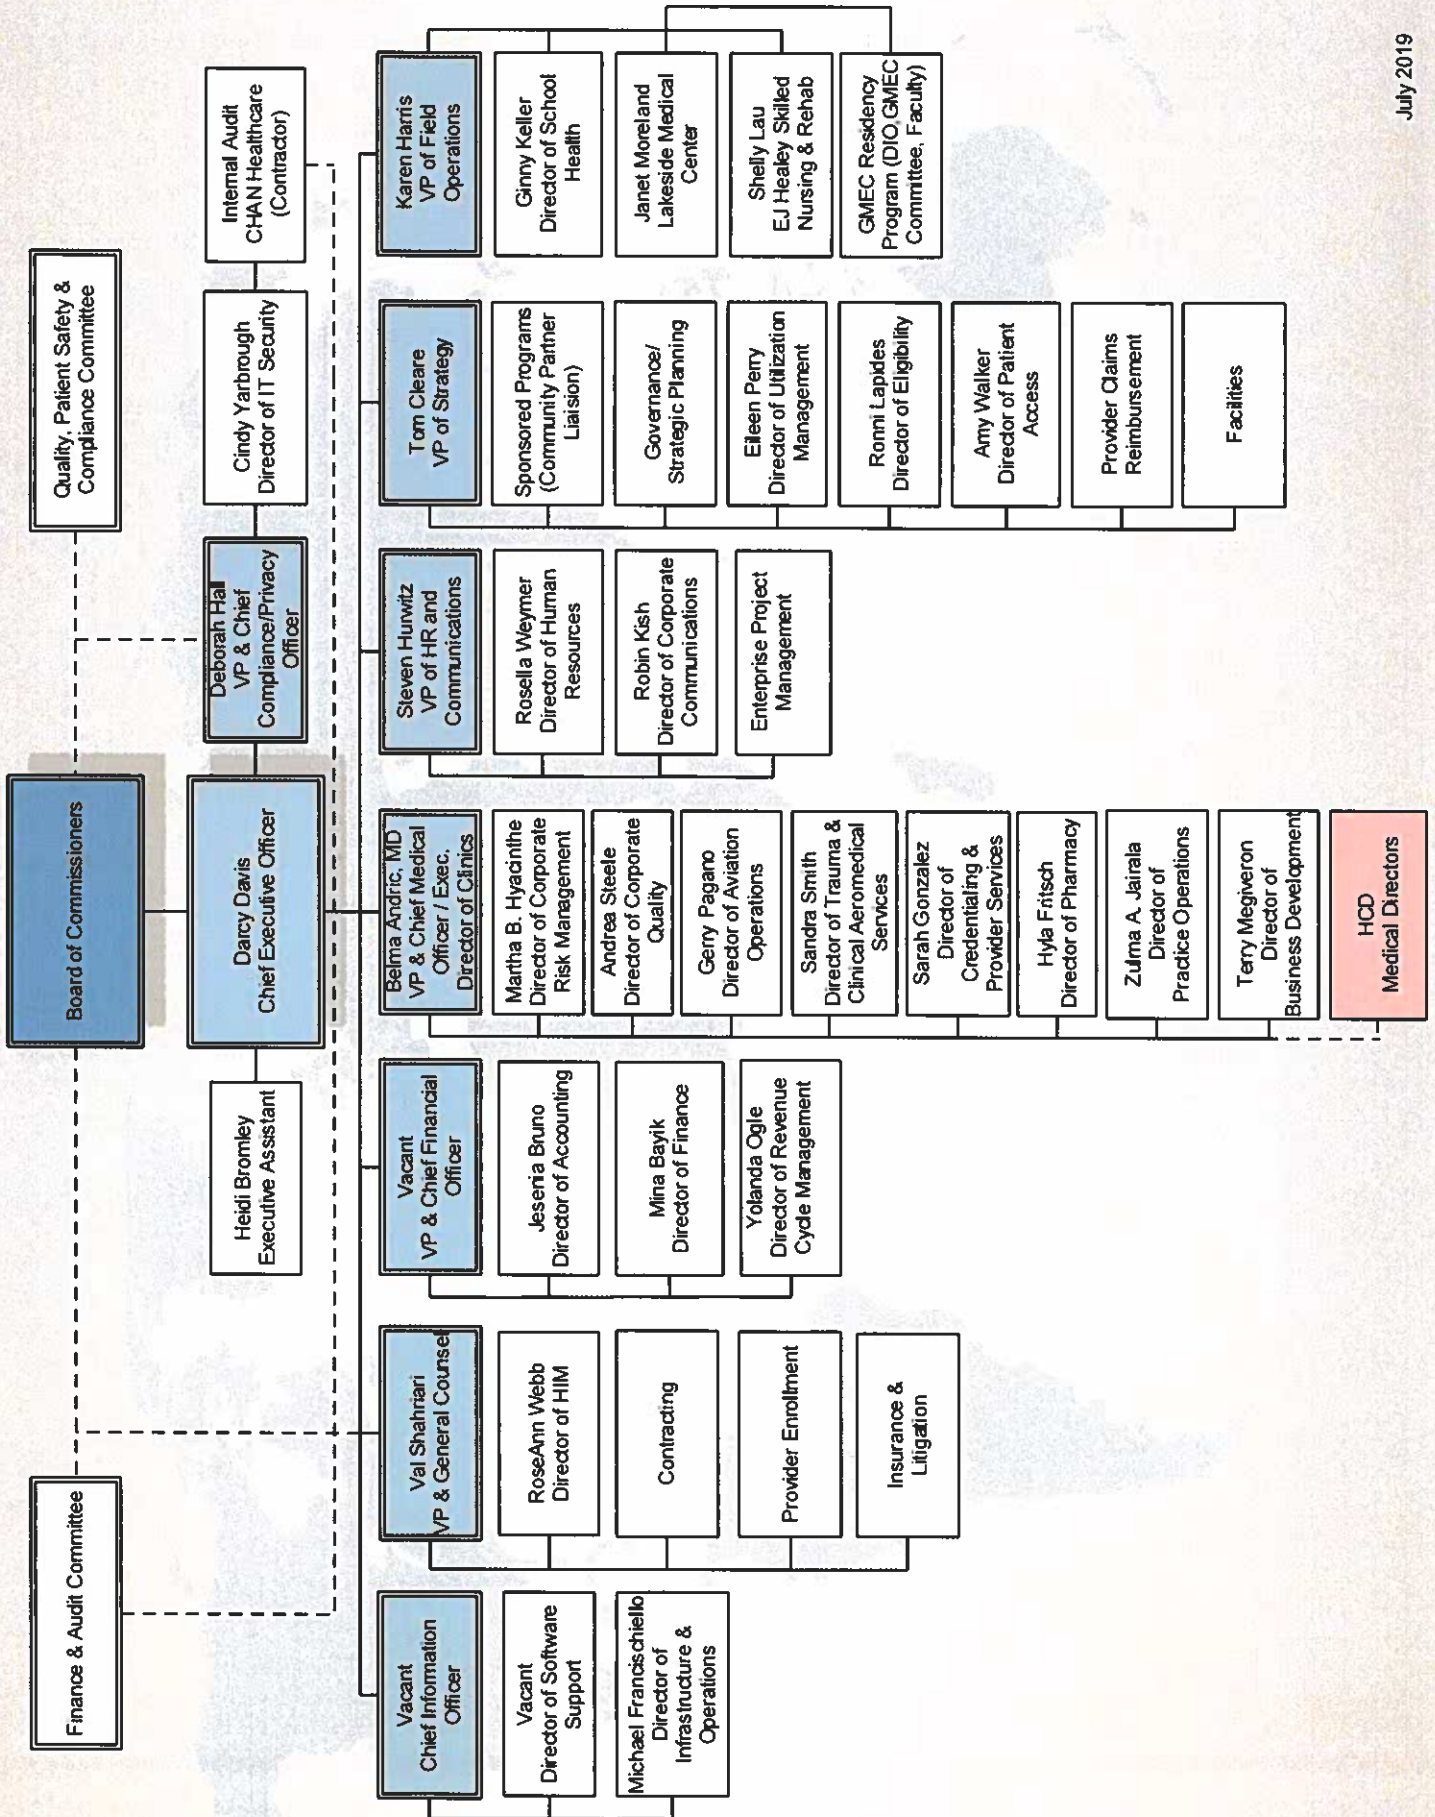 Board of Commissioners
Finance & Audit Committee
Quality, Patient Safety &
Compliance Committee
Heidi Bromley
Executive Assistant
Darcy Davis
Chief Executive Officer
Deborah Hall
VP & Chief
Compliance/Privacy
Officer
Cindy Yarbrough
Director of IT Security
Internal Audit
CHAN Healthcare
(Contractor)
Vacant
Chief Information
Officer
Vacant
Director of Software
Support
Michael Francischiello
Director of
Infrastructure &
Operations
Val Shahriari
VP & General Counsel
RoseAnn Webb
Director of HIM
Contracting
Provider Enrollment
Insurance &
Litigation
Vacant
VP & Chief Financial
Officer
Jesenia Bruno
Director of Accounting
Mina Bayik
Director of Finance
Yolanda Ogle
Director of Revenue
Cycle Management
Belma Andric, MD
VP & Chief Medical
Officer / Exec.
Director of Clinics
Martha B. Hyacinthe
Director of Corporate
Risk Management
Andrea Steele
Director of Corporate
Quality
Gerry Pagano
Director of Aviation
Operations
Sandra Smith
Director of Trauma &
Clinical Aeromedical
Services
Sarah Gonzalez
Director of
Credentialing &
Provider Services
Hyla Fritsch
Director of Pharmacy
Zulma A. Jairala
Director of
Practice Operations
Terry Megiveron
Director of
Business Development
HCD
Medical Directors
Steven Hurwitz
VP of HR and
Communications
Rosella Weymer
Director of Human
Resources
Robin Kish
Director of Corporate
Communications
Enterprise Project
Management
Tom Cleare
VP of Strategy
Sponsored Programs
(Community Partner
Liaision)
Governance/
Strategic Planning
Eileen Perry
Director of Utilization
Management
Ronni Lapides
Director of Eligibility
Amy Walker
Director of Patient
Access
Provider Claims
Reimbursement
Facilities
Karen Harris
VP of Field
Operations
Ginny Keller
Director of School
Health
Janet Moreland
Lakeside Medical
Center
Shelly Lau
EJ Healey Skilled
Nursing & Rehab
GMEC Residency
Program (DIO,GMEC
Committee, Faculty)
July 2019